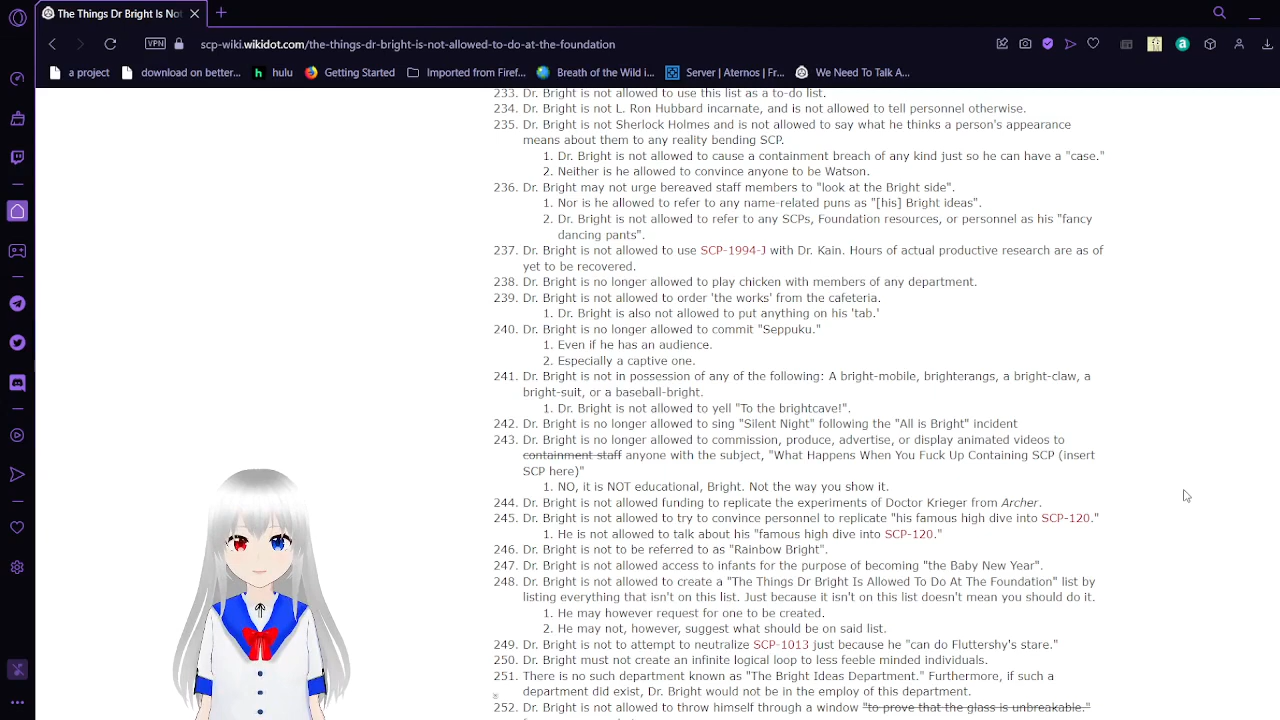 The Things Dr Bright Is Not
scp-wiki.wikidot.com/the-things-dr-bright-is-not-allowed-to-do-at-the-foundation
VPN
a project
download on better...
hulu
Getting Started
Imported from Firef...
Breath of the Wild i...
Server | Aternos | Fr...
We Need To Talk A...
233. Dr. Bright is not allowed to use this list as a to-do list.
234. Dr. Bright is not L. Ron Hubbard incarnate, and is not allowed to tell personnel otherwise.
235. Dr. Bright is not Sherlock Holmes and is not allowed to say what he thinks a person's appearance
means about them to any reality bending SCP.
1. Dr. Bright is not allowed to cause a containment breach of any kind just so he can have a "case."
2. Neither is he allowed to convince anyone to be Watson.
236. Dr. Bright may not urge bereaved staff members to "look at the Bright side".
1. Nor is he allowed to refer to any name-related puns as "[his] Bright ideas".
2. Dr. Bright is not allowed to refer to any SCPs, Foundation resources, or personnel as his "fancy
dancing pants".
237. Dr. Bright is not allowed to use SCP-1994-J with Dr. Kain. Hours of actual productive research are as of
yet to be recovered.
238. Dr. Bright is no longer allowed to play chicken with members of any department.
239. Dr. Bright is not allowed to order 'the works' from the cafeteria.
1. Dr. Bright is also not allowed to put anything on his 'tab.'
240. Dr. Bright is no longer allowed to commit "Seppuku."
1. Even if he has an audience.
2. Especially a captive one.
241. Dr. Bright is not in possession of any of the following: A bright-mobile, brighterangs, a bright-claw, a
bright-suit, or a baseball-bright.
1. Dr. Bright is not allowed to yell "To the brightcave!".
242. Dr. Bright is no longer allowed to sing "Silent Night" following the "All is Bright" incident
243. Dr. Bright is no longer allowed to commission, produce, advertise, or display animated videos to
containment staff anyone with the subject, "What Happens When You Fuck Up Containing SCP (insert
SCP here)"
1. NO, it is NOT educational, Bright. Not the way you show it.
244. Dr. Bright is not allowed funding to replicate the experiments of Doctor Krieger from Archer.
245. Dr. Bright is not allowed to try to convince personnel to replicate "his famous high dive into SCP-120."
1. He is not allowed to talk about his "famous high dive into SCP-120."
246. Dr. Bright is not to be referred to as "Rainbow Bright".
247. Dr. Bright is not allowed access to infants for the purpose of becoming "the Baby New Year".
248. Dr. Bright is not allowed to create a "The Things Dr Bright Is Allowed To Do At The Foundation" list by
listing everything that isn't on this list. Just because it isn't on this list doesn't mean you should do it.
1. He may however request for one to be created.
2. He may not, however, suggest what should be on said list.
249. Dr. Bright is not to attempt to neutralize SCP-1013 just because he "can do Fluttershy's stare."
250. Dr. Bright must not create an infinite logical loop to less feeble minded individuals.
251. There is no such department known as "The Bright Ideas Department." Furthermore, if such a
department did exist, Dr. Bright would not be in the employ of this department.
252. Dr. Bright is not allowed to throw himself through a window "to prove that the glass is unbreakable."